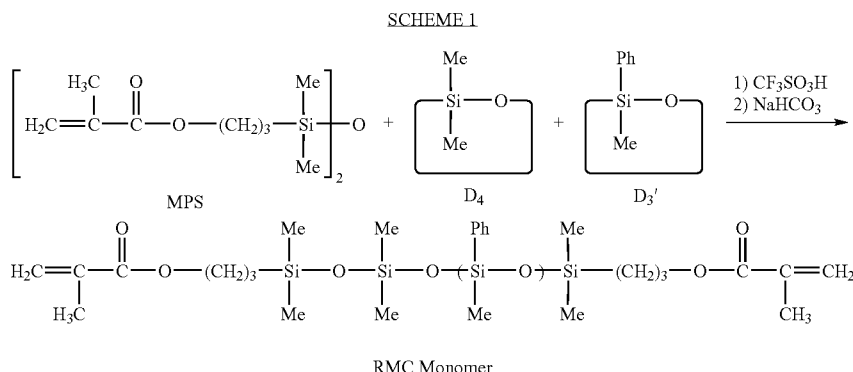 SCHEME 1
H₃C
O
Me
H₂C
C
O
(CH₂)₃
Si
O
Me
2
MPS
+
Me
Si
O
Me
D₄
+
Ph
Si
O
Me
D₃'
1) CF₃SO₃H
2) NaHCO₃
O
Me
Me
Ph
Me
O
H₂C
C
O
(CH₂)₃
Si
O
Si
O
(
Si
O
)
Si
(CH₂)₃
O
C
CH₂
H₃C
Me
Me
Me
Me
CH₃
RMC Monomer